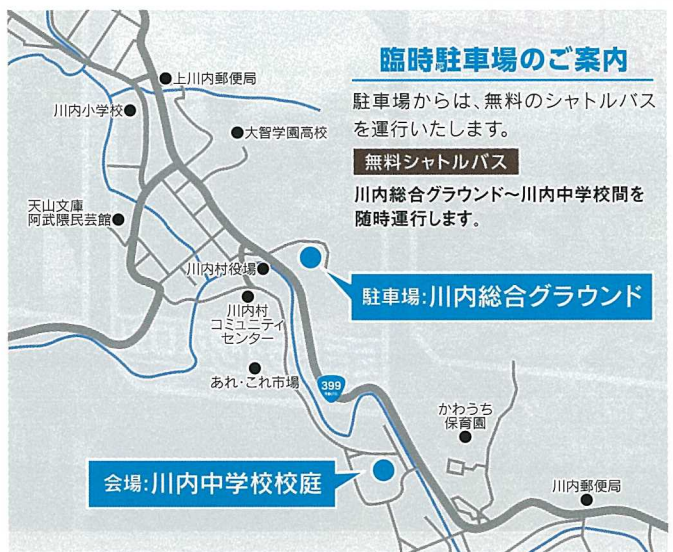 臨時駐車場のご案内
駐車場からは、無料のシャトルバス
を運行いたします。
無料シャトルバス
川内総合グラウンド〜川内中学校間を
随時運行します。
上川内郵便局
川内小学校
大智学園高校
天山文庫
阿武隈民芸館
川内村役場
駐車場:川内総合グラウンド
川内村
コミュニティ
センター
あれ・これ市場
399
かわうち
保育園
会場:川内中学校校庭
川内郵便局